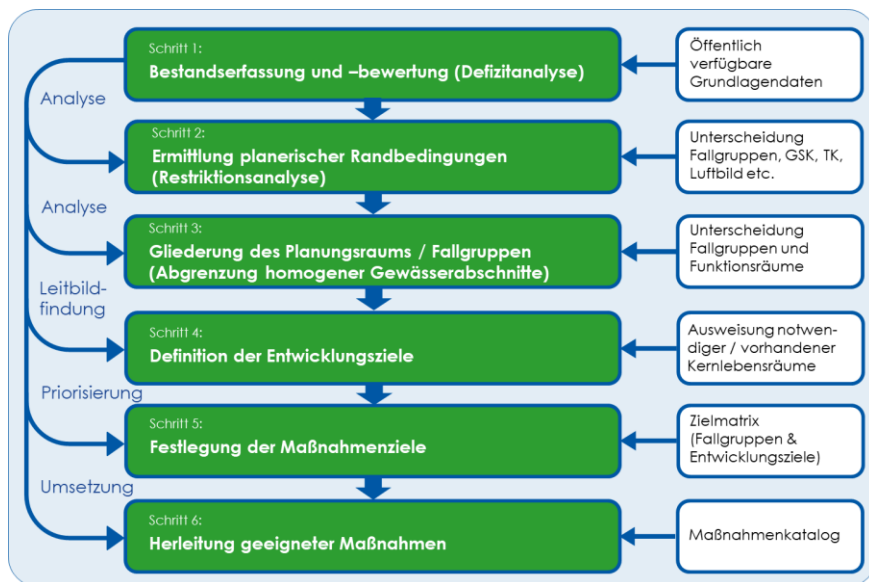 Schritt 1:
Bestandserfassung und –bewertung (Defizitanalyse)
Öffentlich
verfügbare
Grundlagendaten
Analyse
Schritt 2:
Ermittlung planerischer Randbedingungen
(Restriktionsanalyse)
Unterscheidung
Fallgruppen, GSK, TK,
Luftbild etc.
Analyse
Schritt 3:
Gliederung des Planungsraums / Fallgruppen
(Abgrenzung homogener Gewässerabschnitte)
Unterscheidung
Fallgruppen und
Funktionsräume
Leitbild-
findung
Schritt 4:
Definition der Entwicklungsziele
Ausweisung notwen-
diger / vorhandener
Kernlebensräume
Priorisierung
Schritt 5:
Festlegung der Maßnahmenziele
Zielmatrix
(Fallgruppen &
Entwicklungsziele)
Umsetzung
Schritt 6:
Herleitung geeigneter Maßnahmen
Maßnahmenkatalog